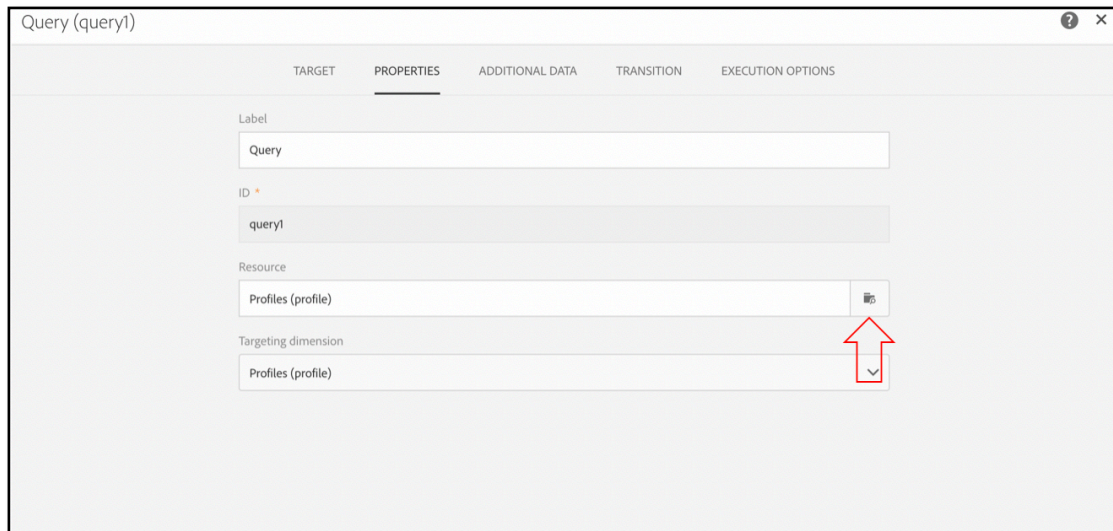 Query (query1)
TARGET PROPERTIES ADDITIONAL DATA TRANSITION EXECUTION OPTIONS
Label
Query
ID *
query1
Resource
Profiles (profile)
Targeting dimension
Profiles (profile)